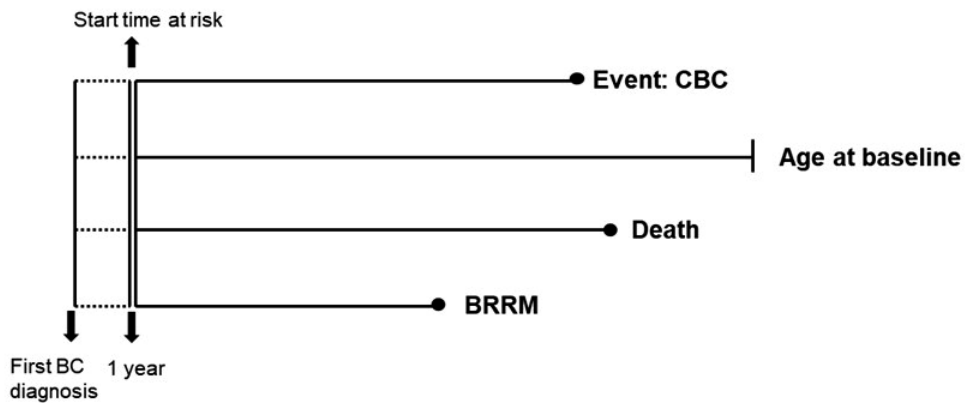 Start time at risk
Event: CBC
Age at baseline
Death
BRRM
First BC
diagnosis
1 year